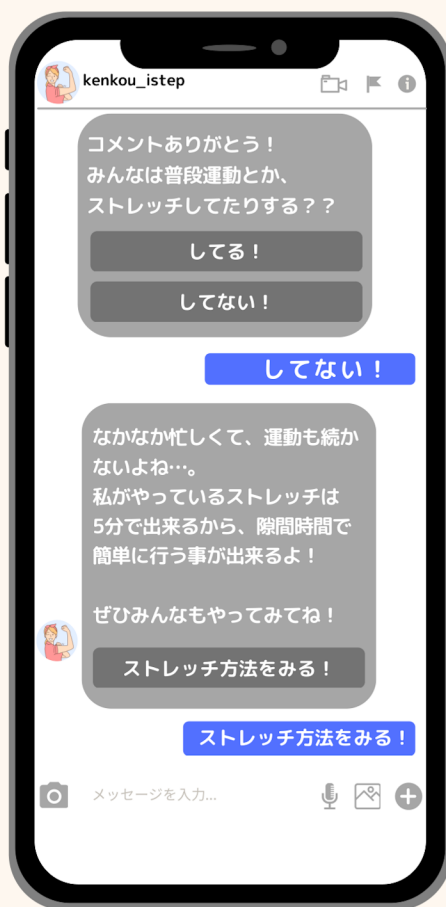 kenkou_istep
コメントありがとう！
みんなは普段運動とか、
ストレッチしてたりする？？
してる！
してない！
してない！
なかなか忙しくて、運動も続か
ないよね…。
私がやっているストレッチは
5分で出来るから、隙間時間で
簡単に行う事が出来るよ！
ぜひみんなもやってみてね！
ストレッチ方法をみる！
ストレッチ方法をみる！
メッセージを入力...